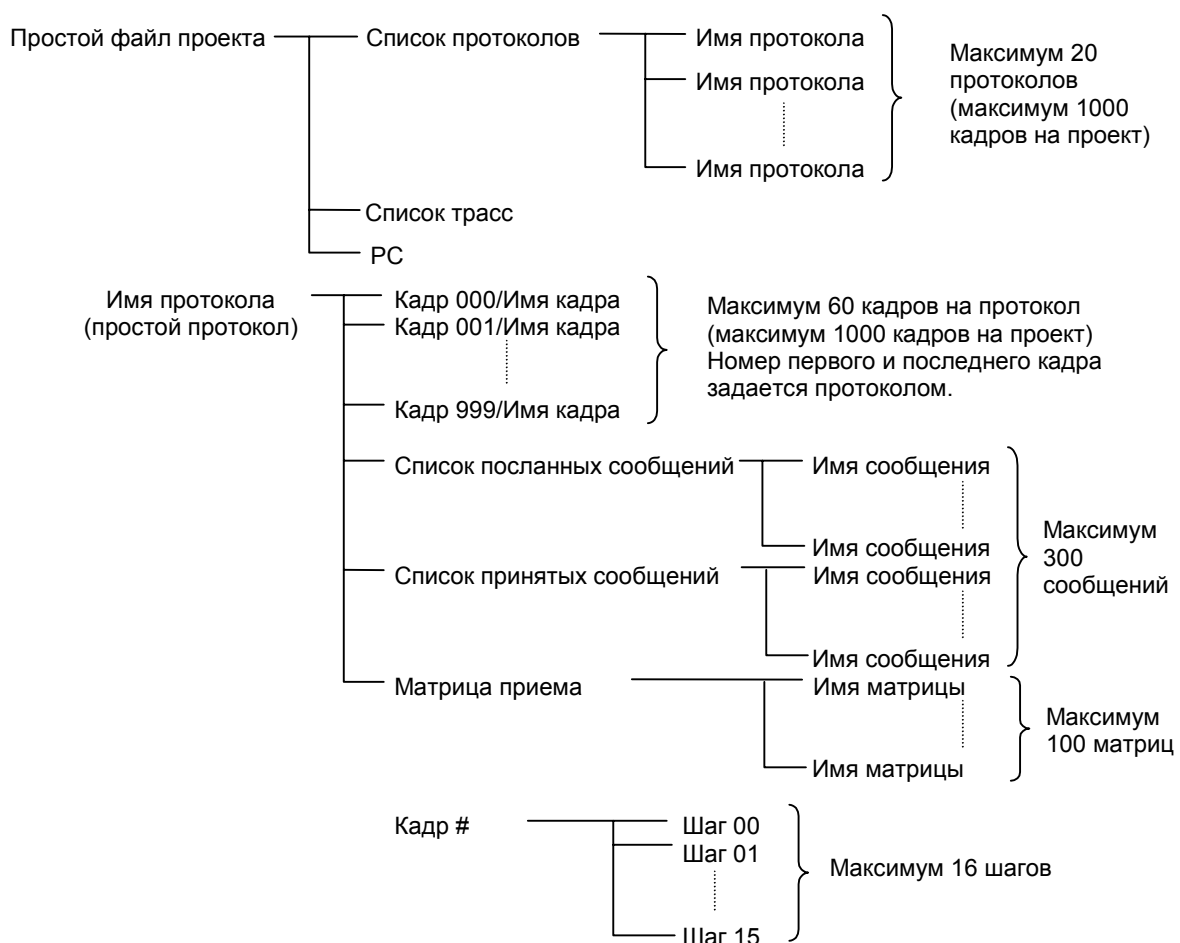 Простой файл проекта
Список протоколов
Имя протокола
Имя протокола
Имя протокола
Максимум 20
протоколов
(максимум 1000
кадров на проект)
Список трасс
PC
Имя протокола
(простой протокол)
Кадр 000/Имя кадра
Кадр 001/Имя кадра
Кадр 999/Имя кадра
Максимум 60 кадров на протокол
(максимум 1000 кадров на проект)
Номер первого и последнего кадра
задается протоколом.
Список посланных сообщений
Имя сообщения
Имя сообщения
Список принятых сообщений
Имя сообщения
Имя сообщения
Максимум
300
сообщений
Матрица приема
Имя матрицы
Имя матрицы
Максимум
100 матриц
Кадр #
Шаг 00
Шаг 01
Шаг 15
Максимум 16 шагов